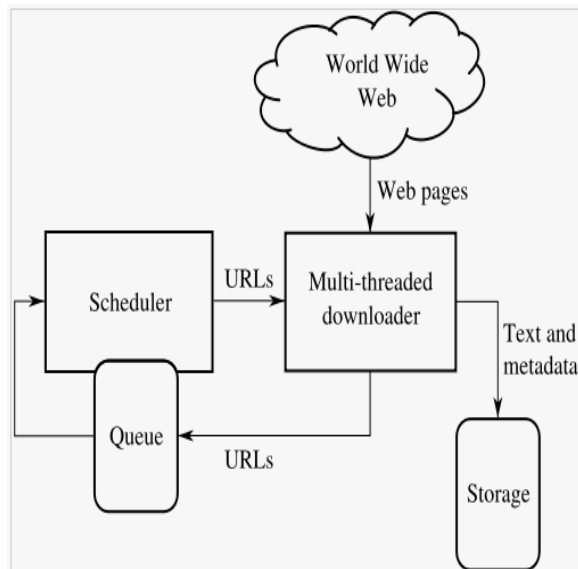 World Wide
Web
Web pages
URLs
Scheduler
Multi-threaded
downloader
Text and
metadata
Queue
URLs
Storage